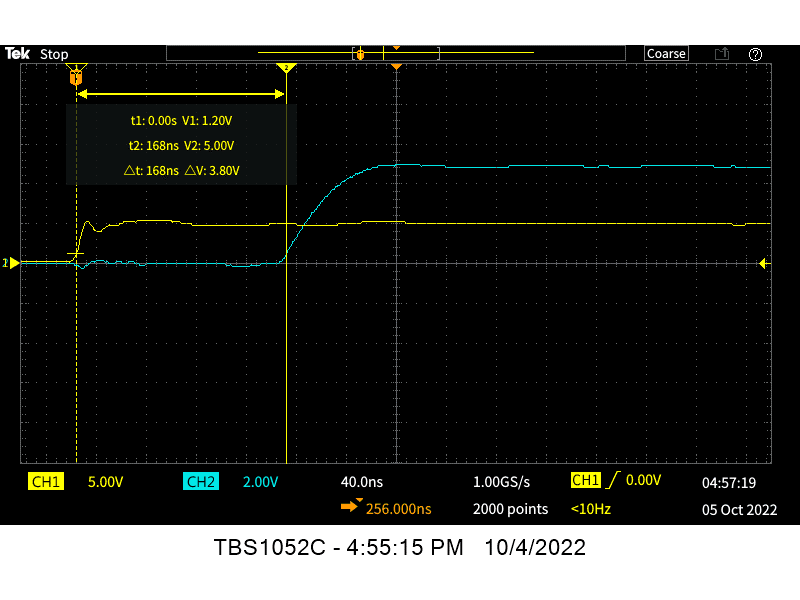 Tek Stop Coarse
2
t1: 0.00s V1: 1.20V
t2: 168ns V2: 5.00V
△t: 168ns △V: 3.80V
CH1 5.00V CH2 2.00V 40.0ns 1.00GS/s CH1 0.00V 04:57:19
256.000ns 2000 points <10Hz 05 Oct 2022
TBS1052C - 4:55:15 PM 10/4/2022